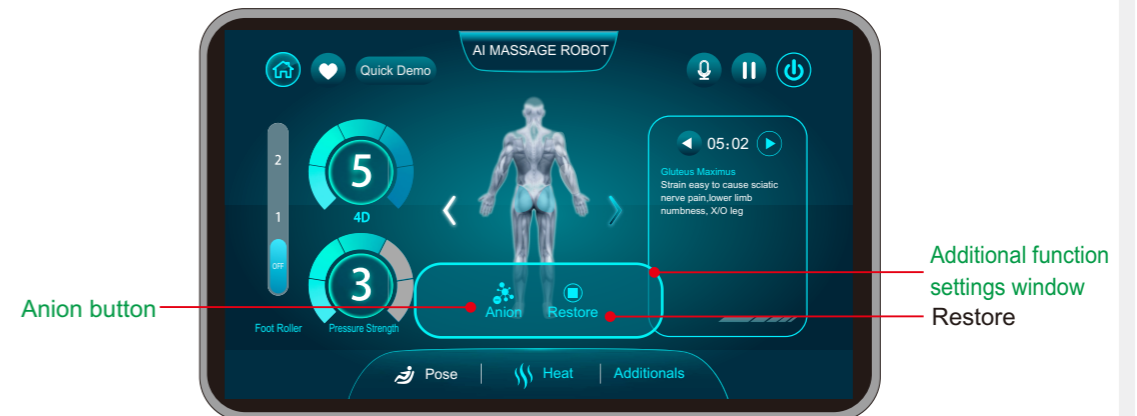 AI MASSAGE ROBOT
Quick Demo
2
1
OFF
Foot Roller
5
4D
3
Pressure Strength
05:02
Gluteus Maximus
Strain easy to cause sciatic
nerve pain,lower limb
numbness, X/O leg
Anion
Restore
Pose
Heat
Additionals
Anion button
Additional function
settings window
Restore